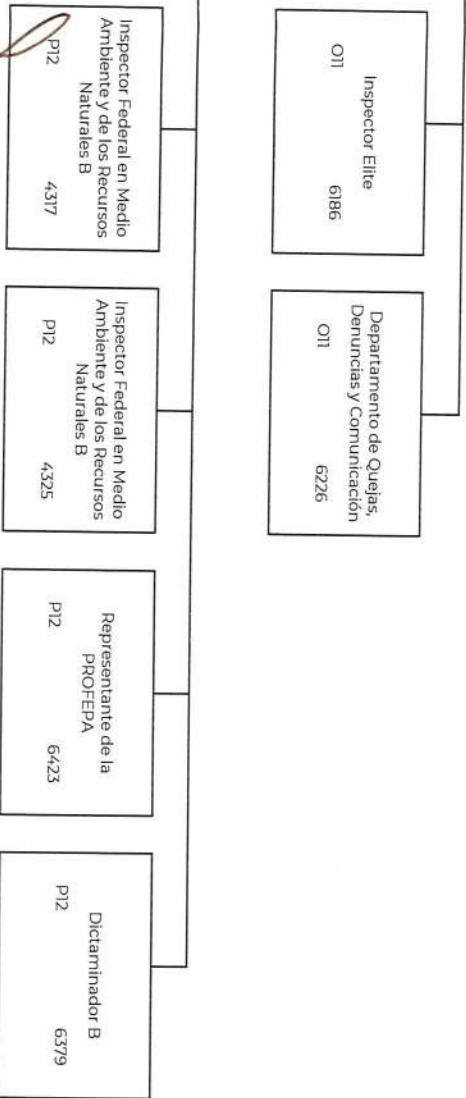 Inspector Elite
O11 6186
Departamento de Quejas,
Denuncias y Comunicación
O11 6226
Inspector Federal en Medio
Ambiente y de los Recursos
Naturales B
P12 4317
Inspector Federal en Medio
Ambiente y de los Recursos
Naturales B
P12 4325
Representante de la
PROFEPA
P12 6423
Dictaminador B
P12 6379